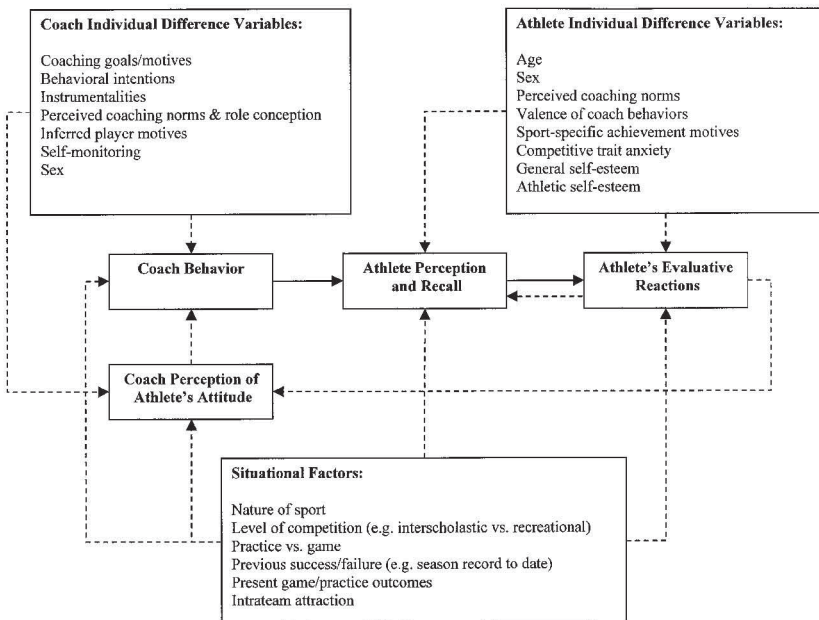 Coach Individual Difference Variables:
Coaching goals/motives
Behavioral intentions
Instrumentalities
Perceived coaching norms & role conception
Inferred player motives
Self-monitoring
Sex
Athlete Individual Difference Variables:
Age
Sex
Perceived coaching norms
Valence of coach behaviors
Sport-specific achievement motives
Competitive trait anxiety
General self-esteem
Athletic self-esteem
Coach Behavior
Athlete Perception
and Recall
Athlete's Evaluative
Reactions
Coach Perception of
Athlete's Attitude
Situational Factors:
Nature of sport
Level of competition (e.g. interscholastic vs. recreational)
Practice vs. game
Previous success/failure (e.g. season record to date)
Present game/practice outcomes
Intrateam attraction